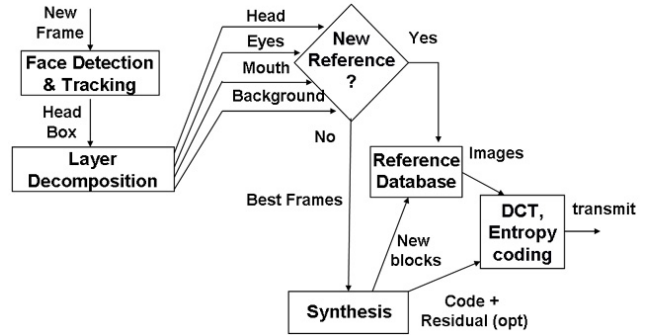 New
Frame
Face Detection
& Tracking
Head
Box
Layer
Decomposition
Head
Eyes
Mouth
Background
New
Reference
?
Yes
No
Best Frames
Reference
Database
Images
New
blocks
Synthesis
Code +
Residual (opt)
DCT,
Entropy
coding
transmit